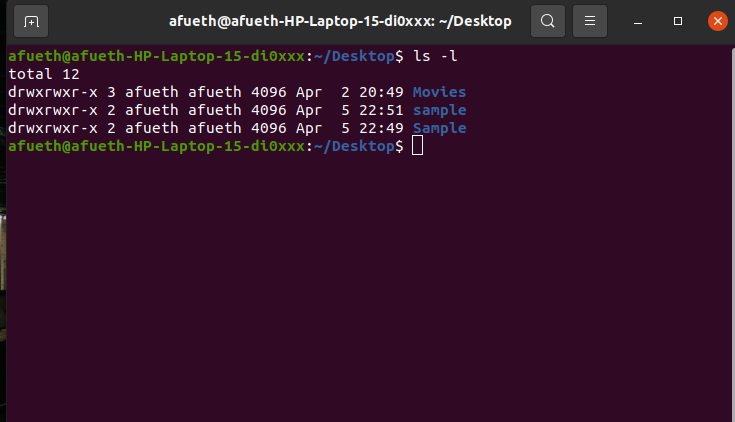 afueth@afueth-HP-Laptop-15-di0xxx: ~/Desktop
afueth@afueth-HP-Laptop-15-di0xxx:~/Desktop$ ls -l
total 12
drwxrwxr-x 3 afueth afueth 4096 Apr  2 20:49 Movies
drwxrwxr-x 2 afueth afueth 4096 Apr  5 22:51 sample
drwxrwxr-x 2 afueth afueth 4096 Apr  5 22:49 Sample
afueth@afueth-HP-Laptop-15-di0xxx:~/Desktop$